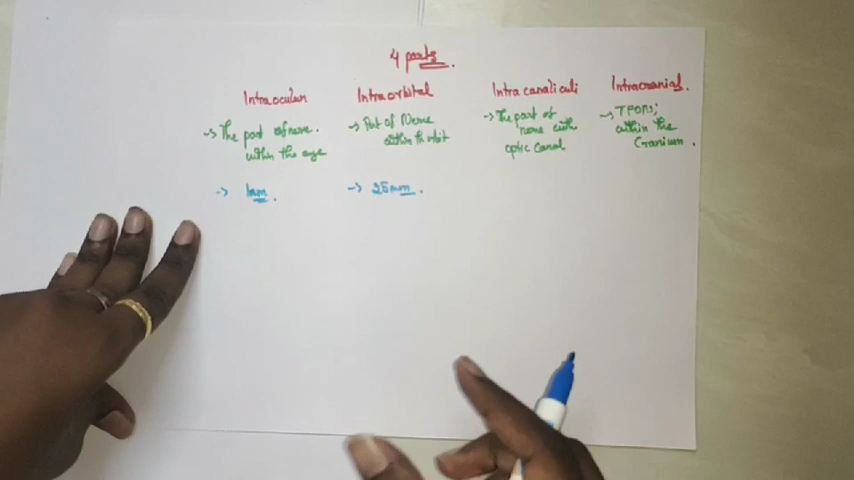 4 parts.
Intraocular
-> The part of nerve.
within the eye
-> 1mm.
Intraorbital
-> Part of Nerve
within th orbit
-> 25mm.
Intracanaliculi
-> The part of
nerve with
optic canal
Intracranial.
-> TPON;
within the
Cranium.